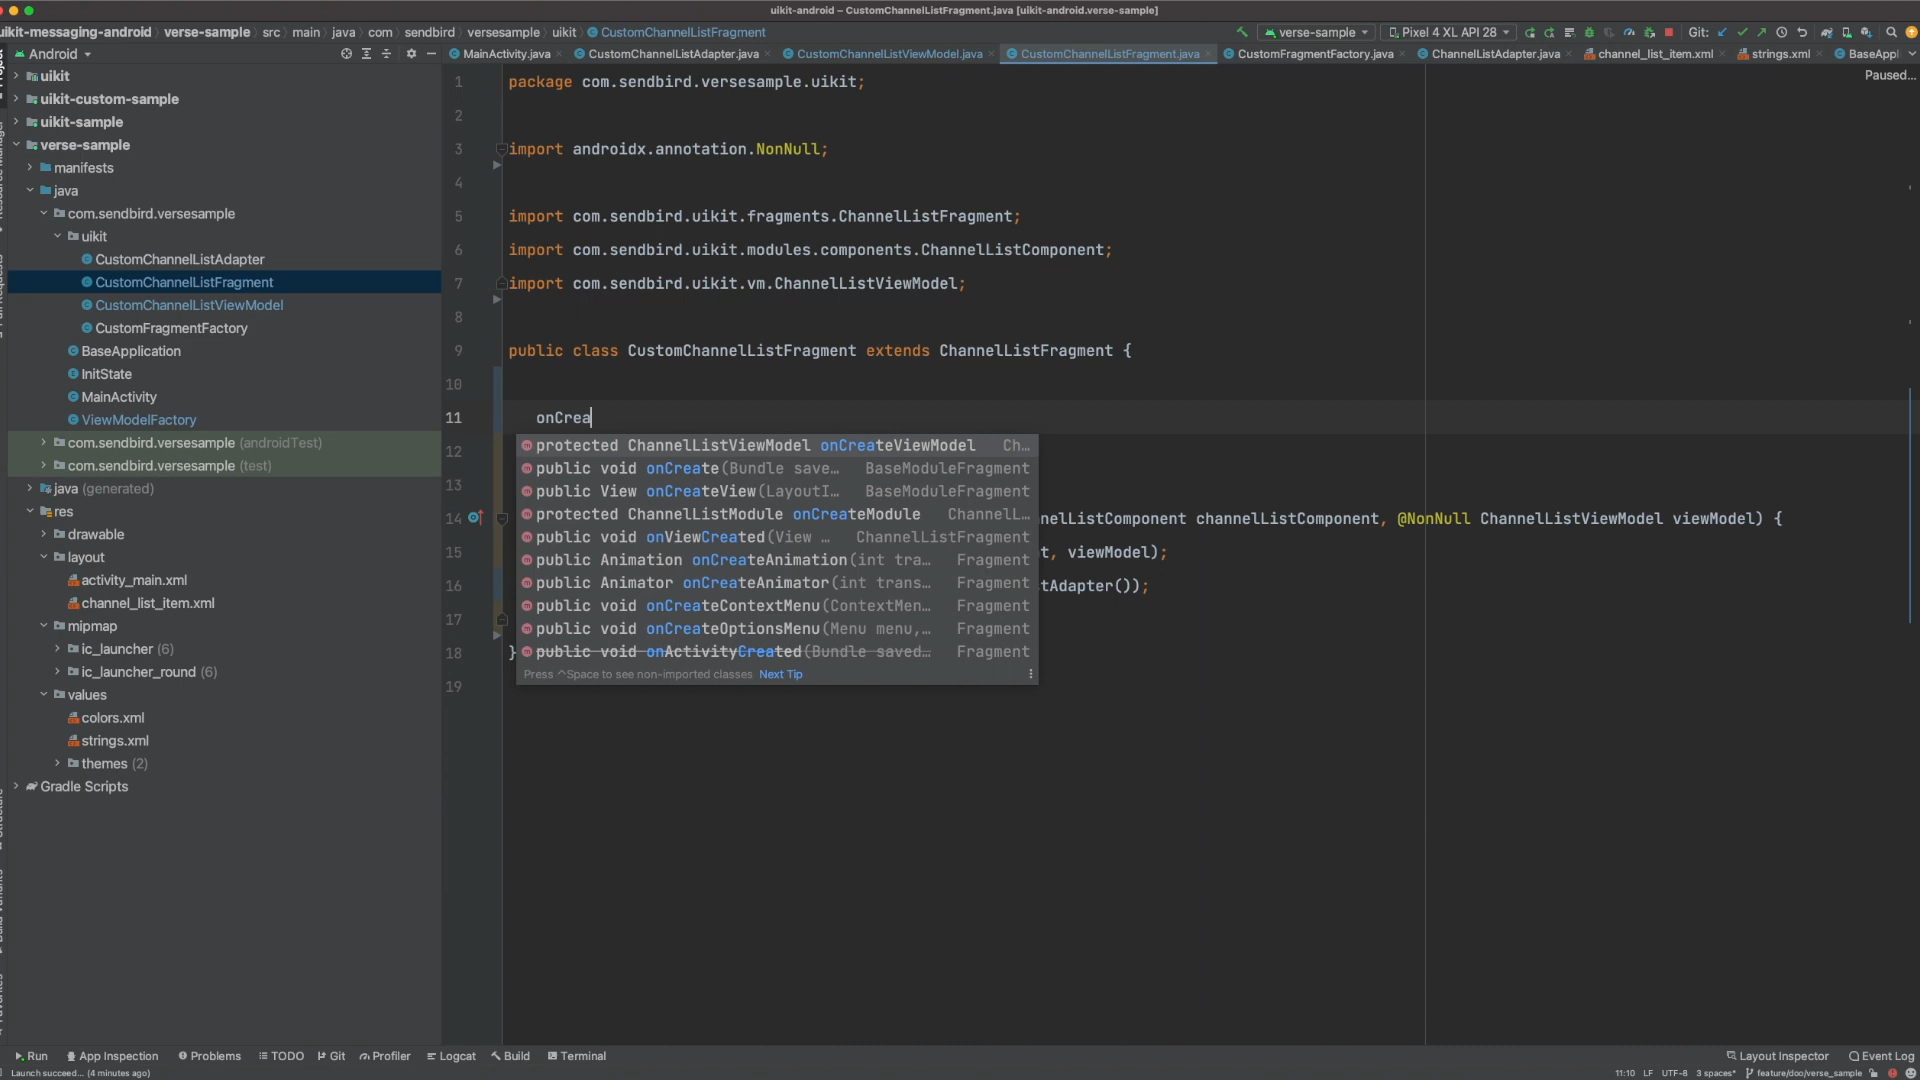 uikit-android – CustomChannelListFragment.java [uikit-android.verse-sample]
uikit-messaging-android verse-sample src main java com sendbird versesample uikit CustomChannelListFragment
verse-sample Pixel 4 XL API 28 Git:
Android
MainActivity.java CustomChannelListAdapter.java CustomChannelListViewModel.java CustomChannelListFragment.java CustomFragmentFactory.java ChannelListAdapter.java channel_list_item.xml strings.xml BaseAppl
Paused...
uikit
uikit-custom-sample
uikit-sample
verse-sample
manifests
java
com.sendbird.versesample
uikit
CustomChannelListAdapter
CustomChannelListFragment
CustomChannelListViewModel
CustomFragmentFactory
BaseApplication
InitState
MainActivity
ViewModelFactory
com.sendbird.versesample (androidTest)
com.sendbird.versesample (test)
java (generated)
res
drawable
layout
activity_main.xml
channel_list_item.xml
mipmap
ic_launcher (6)
ic_launcher_round (6)
values
colors.xml
strings.xml
themes (2)
Gradle Scripts
1 package com.sendbird.versesample.uikit;
2
3 import androidx.annotation.NonNull;
4
5 import com.sendbird.uikit.fragments.ChannelListFragment;
6 import com.sendbird.uikit.modules.components.ChannelListComponent;
7 import com.sendbird.uikit.vm.ChannelListViewModel;
8
9 public class CustomChannelListFragment extends ChannelListFragment {
10
11 onCrea
12
13
14 nelListComponent channelListComponent, @NonNull ChannelListViewModel viewModel) {
15 t, viewModel);
16 tAdapter());
17
18 }
19
protected ChannelListViewModel onCreateViewModel Ch...
public void onCreate(Bundle save... BaseModuleFragment
public View onCreateView(LayoutI... BaseModuleFragment
protected ChannelListModule onCreateModule ChannelL...
public void onViewCreated(View ... ChannelListFragment
public Animation onCreateAnimation(int tra... Fragment
public Animator onCreateAnimator(int trans... Fragment
public void onCreateContextMenu(ContextMen... Fragment
public void onCreateOptionsMenu(Menu menu,... Fragment
public void onActivityCreated(Bundle saved... Fragment
Press ^Space to see non-imported classes Next Tip
Run App Inspection Problems TODO Git Profiler Logcat Build Terminal Layout Inspector Event Log
Launch succeed... (4 minutes ago) 11:10 LF UTF-8 3 spaces* feature/doo/verse_sample